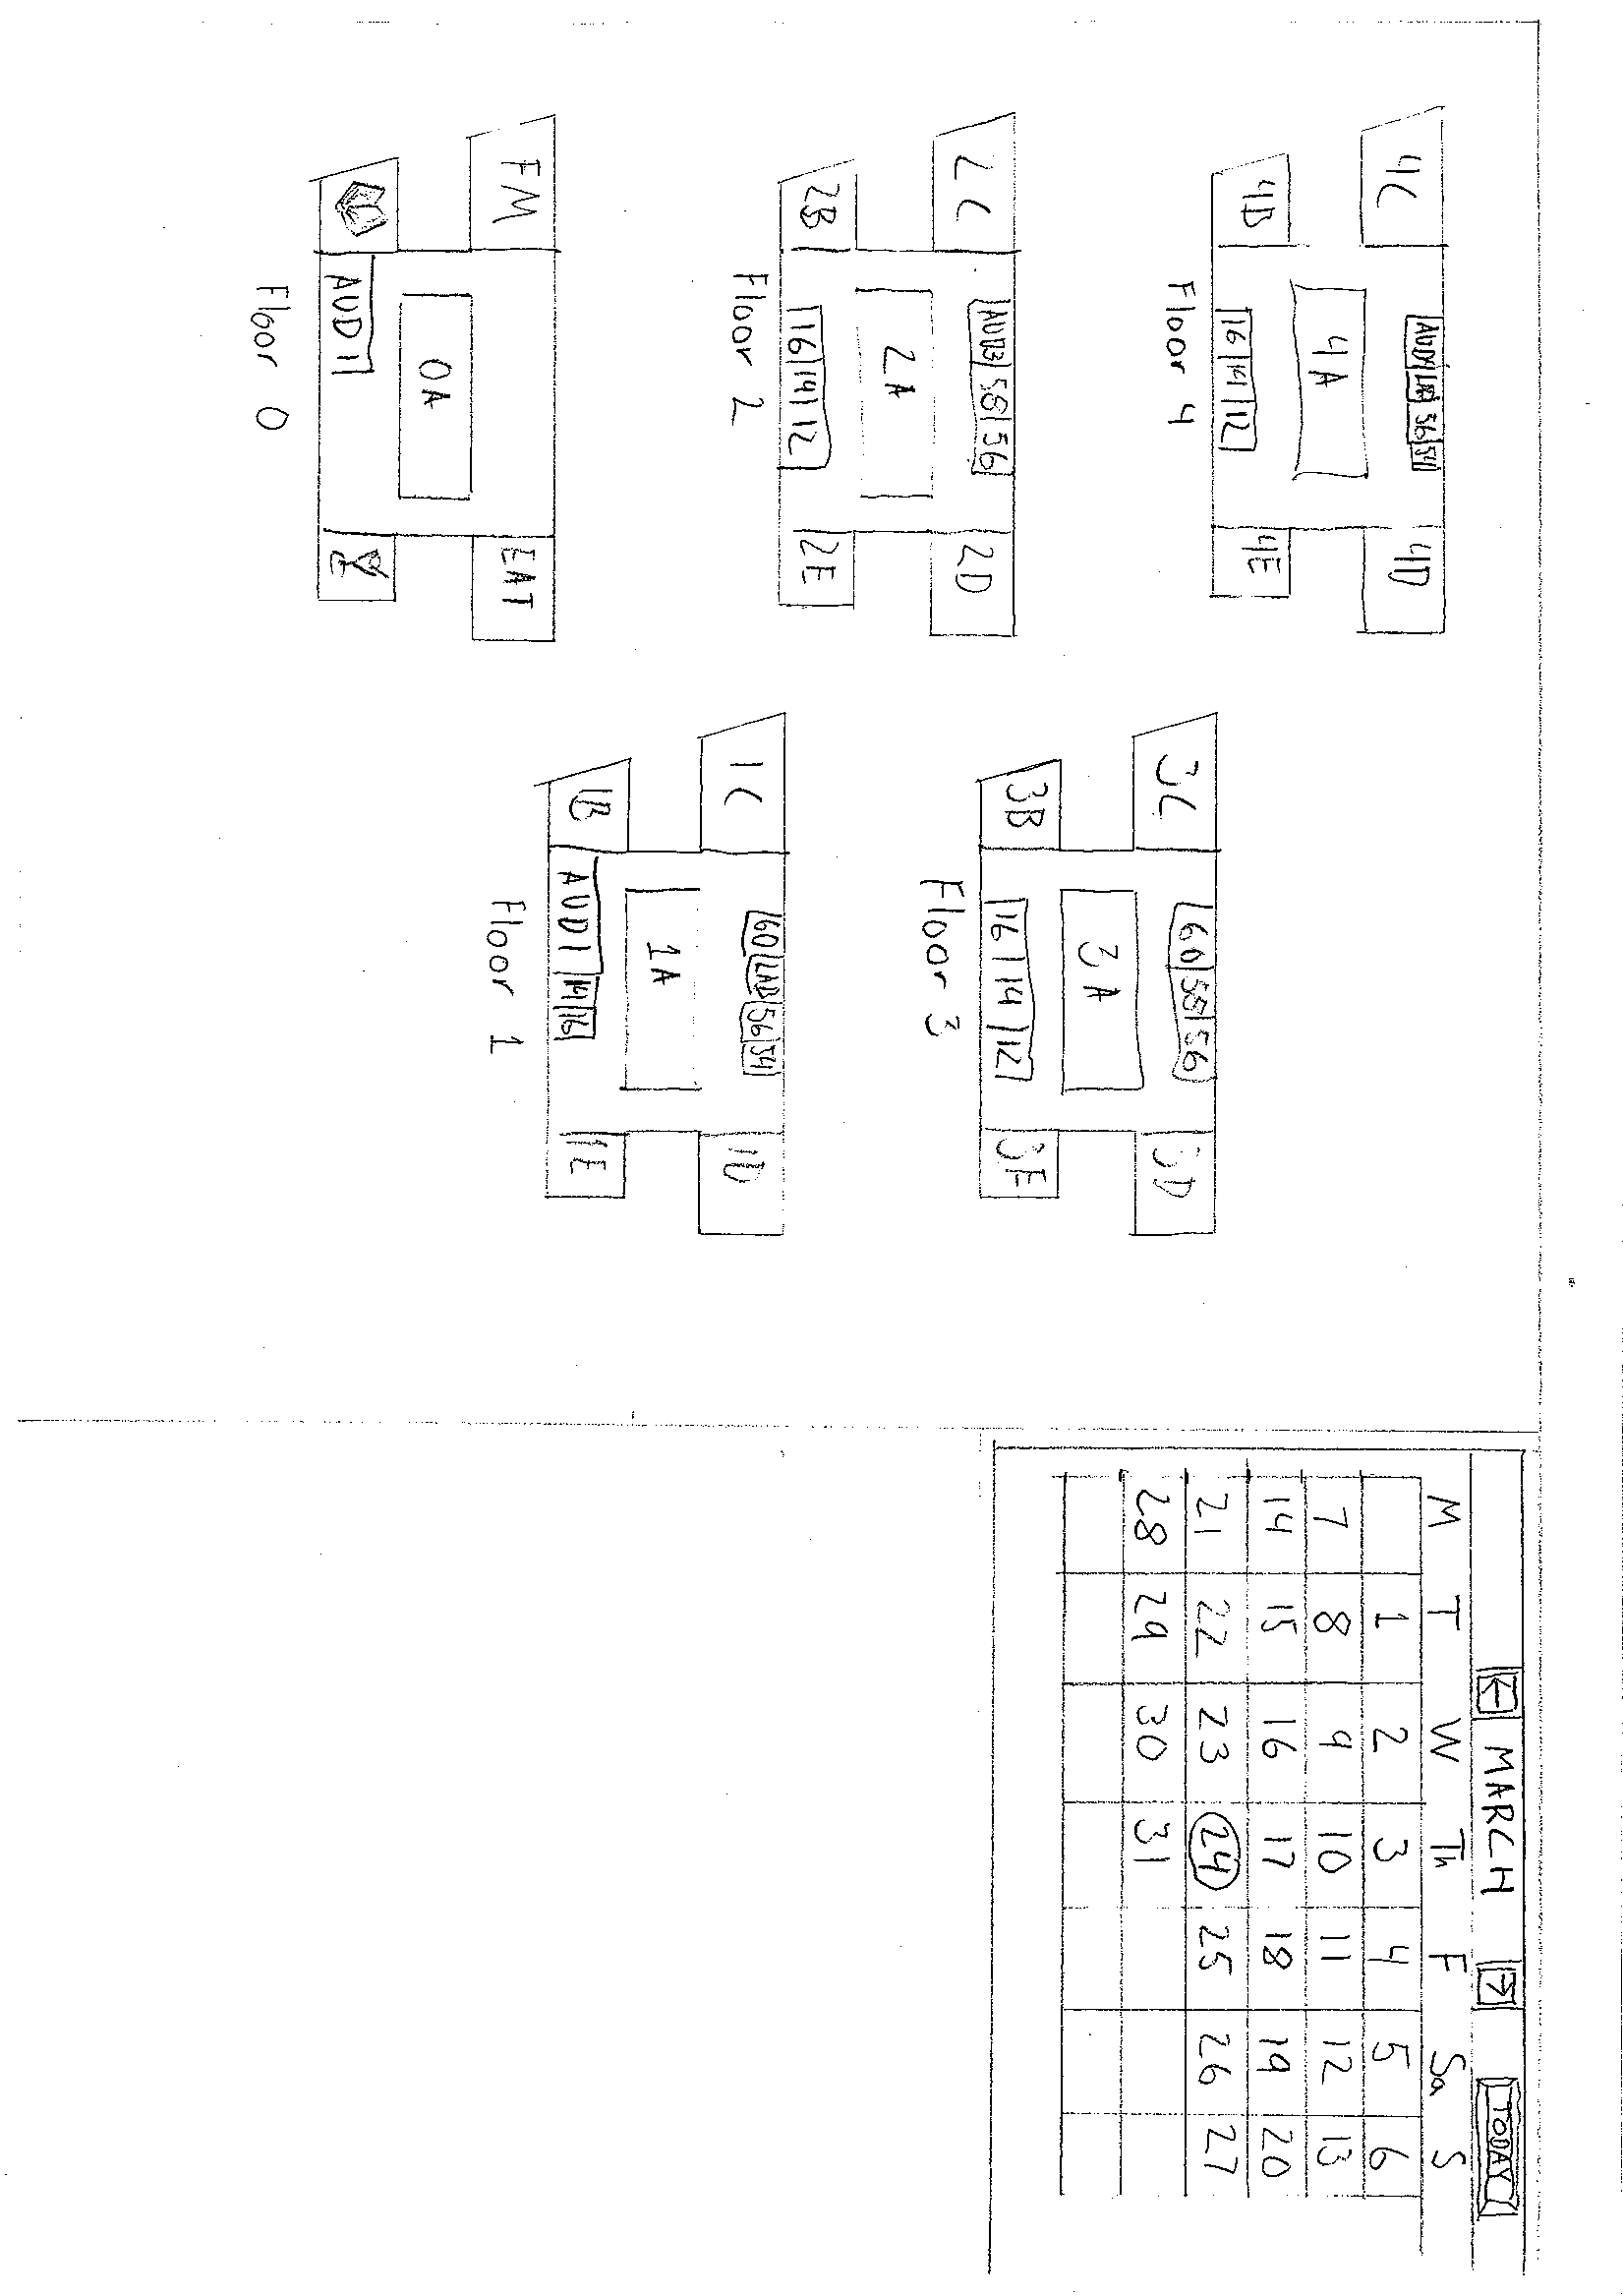 4C
AUD4 LAB 56 54
4D
4B
4A
16 14 12
4E
Floor 4
3C
60 58 56
3D
3B
3A
16 14 12
3E
Floor 3
2C
AUD3 58 56
2D
2B
2A
16 14 12
2E
Floor 2
1C
60 LAB 56 54
1D
1B
1A
AUD1 14 16
1E
Floor 1
FM
EAT
0A
AUD1
Floor 0
← MARCH → TODAY
M T W Th F Sa S
1 2 3 4 5 6
7 8 9 10 11 12 13
14 15 16 17 18 19 20
21 22 23 24 25 26 27
28 29 30 31